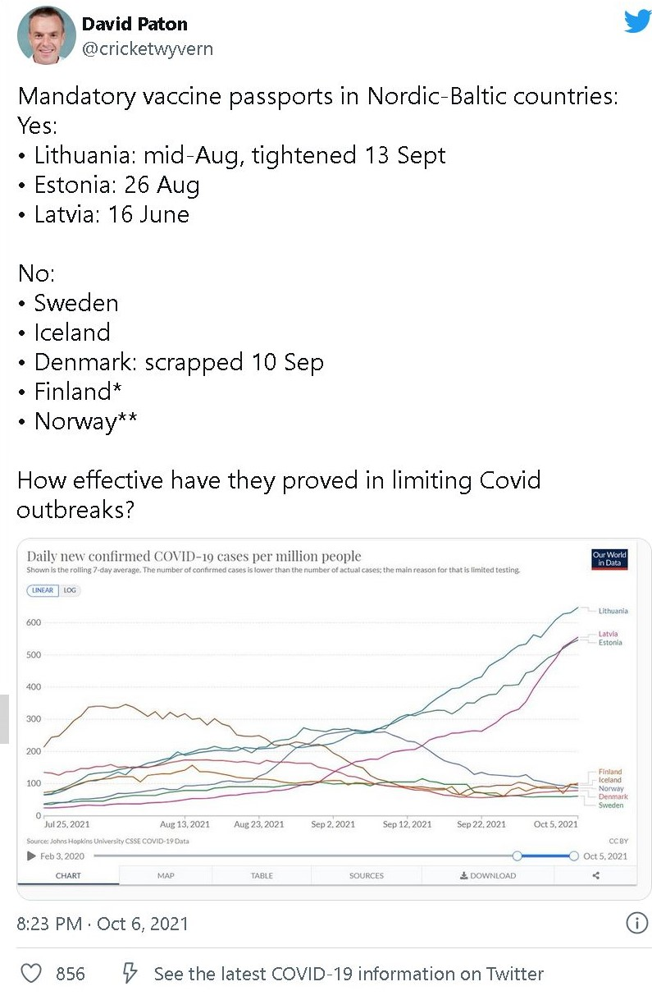 David Paton
@cricketwyvern
Mandatory vaccine passports in Nordic-Baltic countries:
Yes:
• Lithuania: mid-Aug, tightened 13 Sept
• Estonia: 26 Aug
• Latvia: 16 June
No:
• Sweden
• Iceland
• Denmark: scrapped 10 Sep
• Finland*
• Norway**
How effective have they proved in limiting Covid
outbreaks?
Daily new confirmed COVID-19 cases per million people
Our World
in Data
Shown is the rolling 7-day average. The number of confirmed cases is lower than the number of actual cases; the main reason for that is limited testing.
LINEAR LOG
600
500
400
300
200
100
0
Lithuania
Latvia
Estonia
Finland
Iceland
Norway
Denmark
Sweden
Jul 25, 2021 Aug 13, 2021 Aug 23, 2021 Sep 2, 2021 Sep 12, 2021 Sep 22, 2021 Oct 5, 2021
Source: Johns Hopkins University CSSE COVID-19 Data CC BY
Feb 3, 2020 Oct 5, 2021
CHART MAP TABLE SOURCES DOWNLOAD
8:23 PM · Oct 6, 2021
856 See the latest COVID-19 information on Twitter